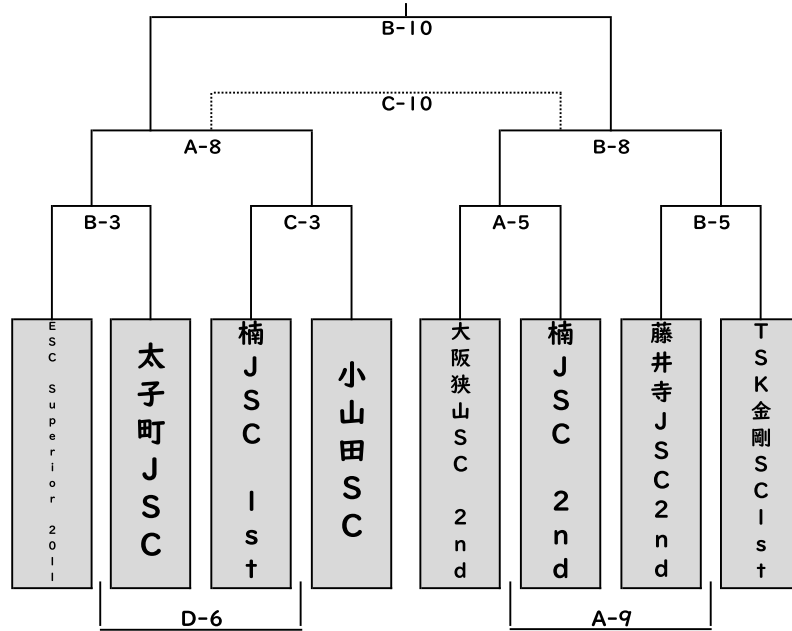 B-10
C-10
A-8
B-8
B-3
C-3
A-5
B-5
ESC Superior 2011
太子町JSC
楠JSC 1st
小山田SC
大阪狭山SC 2nd
楠JSC 2nd
藤井寺JSC2nd
TSK金剛SC1st
D-6
A-9